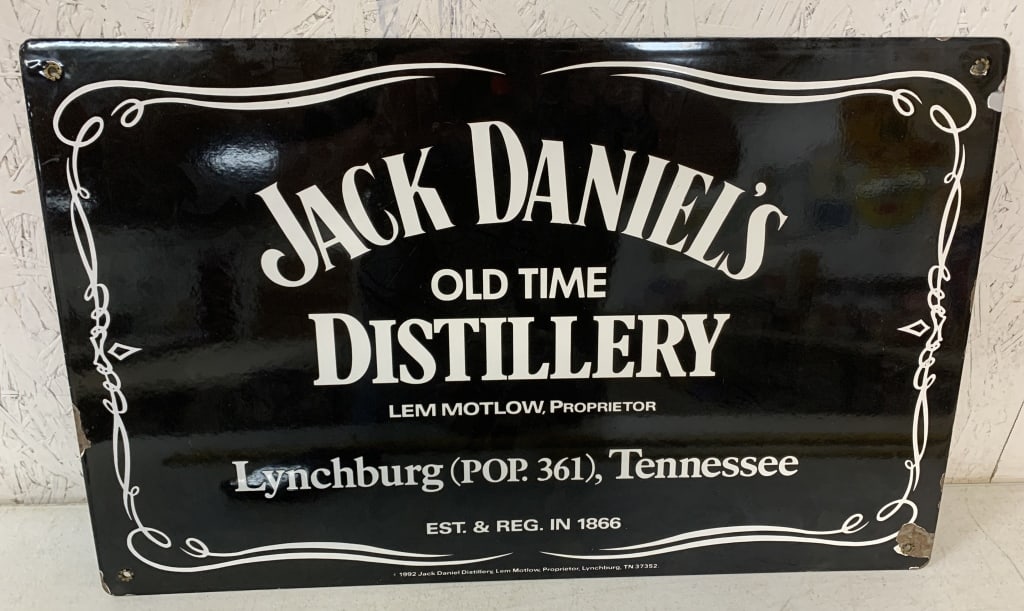 JACK DANIEL'S
OLD TIME
DISTILLERY
LEM MOTLOW, PROPRIETOR
Lynchburg (POP. 361), Tennessee
EST. & REG. IN 1866
1992 Jack Daniel Distillery, Lem Motlow, Proprietor, Lynchburg, TN 37352